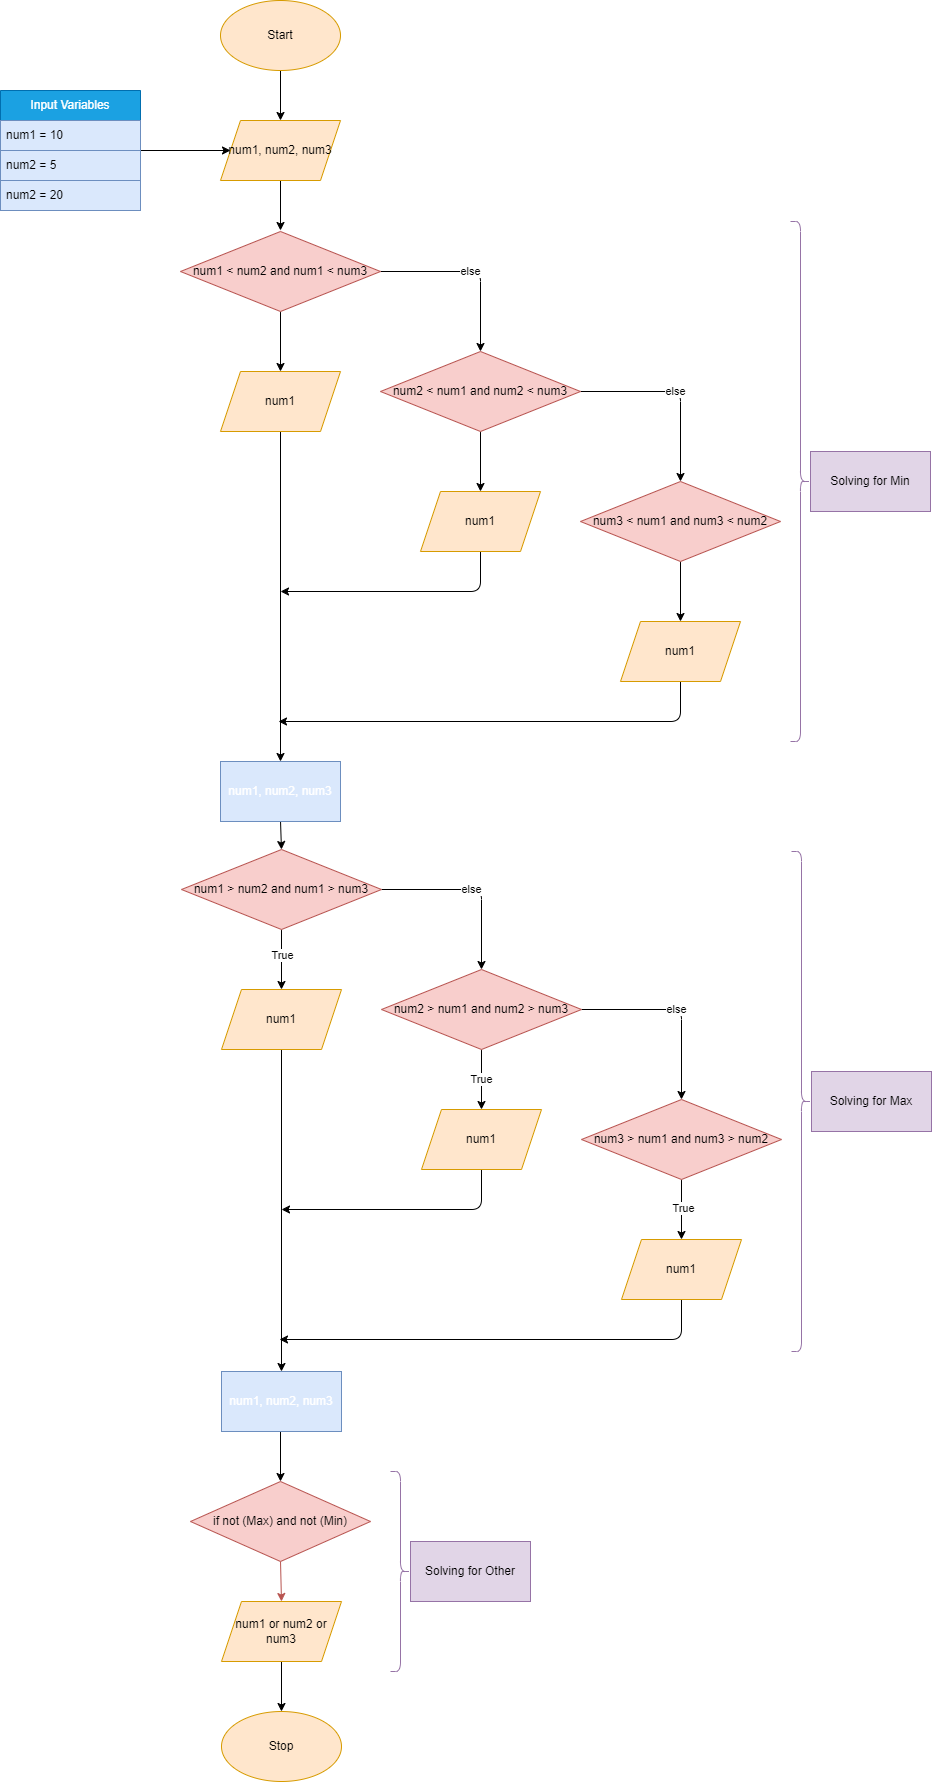 Start
Input Variables
num1 = 10
num2 = 5
num2 = 20
num1, num2, num3
num1 < num2 and num1 < num3
else
num1
num2 < num1 and num2 < num3
else
Solving for Min
num1
num3 < num1 and num3 < num2
num1
num1, num2, num3
num1 > num2 and num1 > num3
else
True
num1
num2 > num1 and num2 > num3
else
True
Solving for Max
num1
num3 > num1 and num3 > num2
True
num1
num1, num2, num3
if not (Max) and not (Min)
Solving for Other
num1 or num2 or
num3
Stop